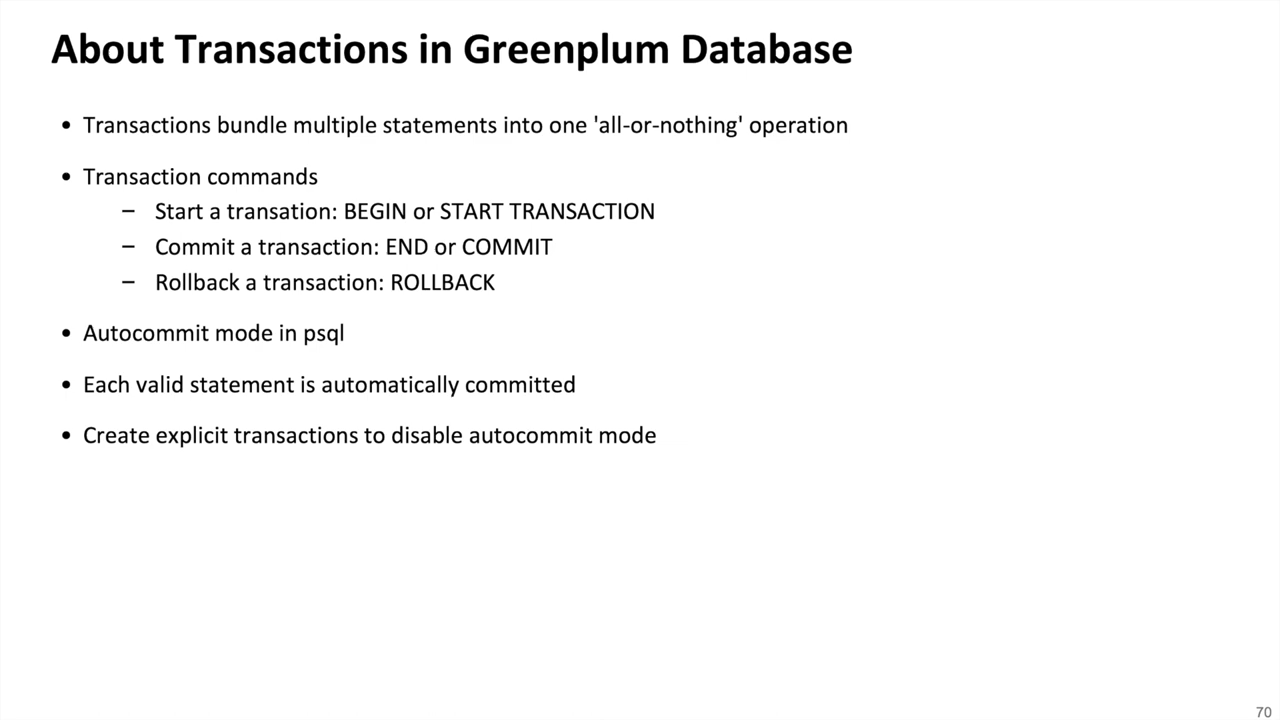 About Transactions in Greenplum Database
• Transactions bundle multiple statements into one 'all-or-nothing' operation
• Transaction commands
– Start a transation: BEGIN or START TRANSACTION
– Commit a transaction: END or COMMIT
– Rollback a transaction: ROLLBACK
• Autocommit mode in psql
• Each valid statement is automatically committed
• Create explicit transactions to disable autocommit mode
70